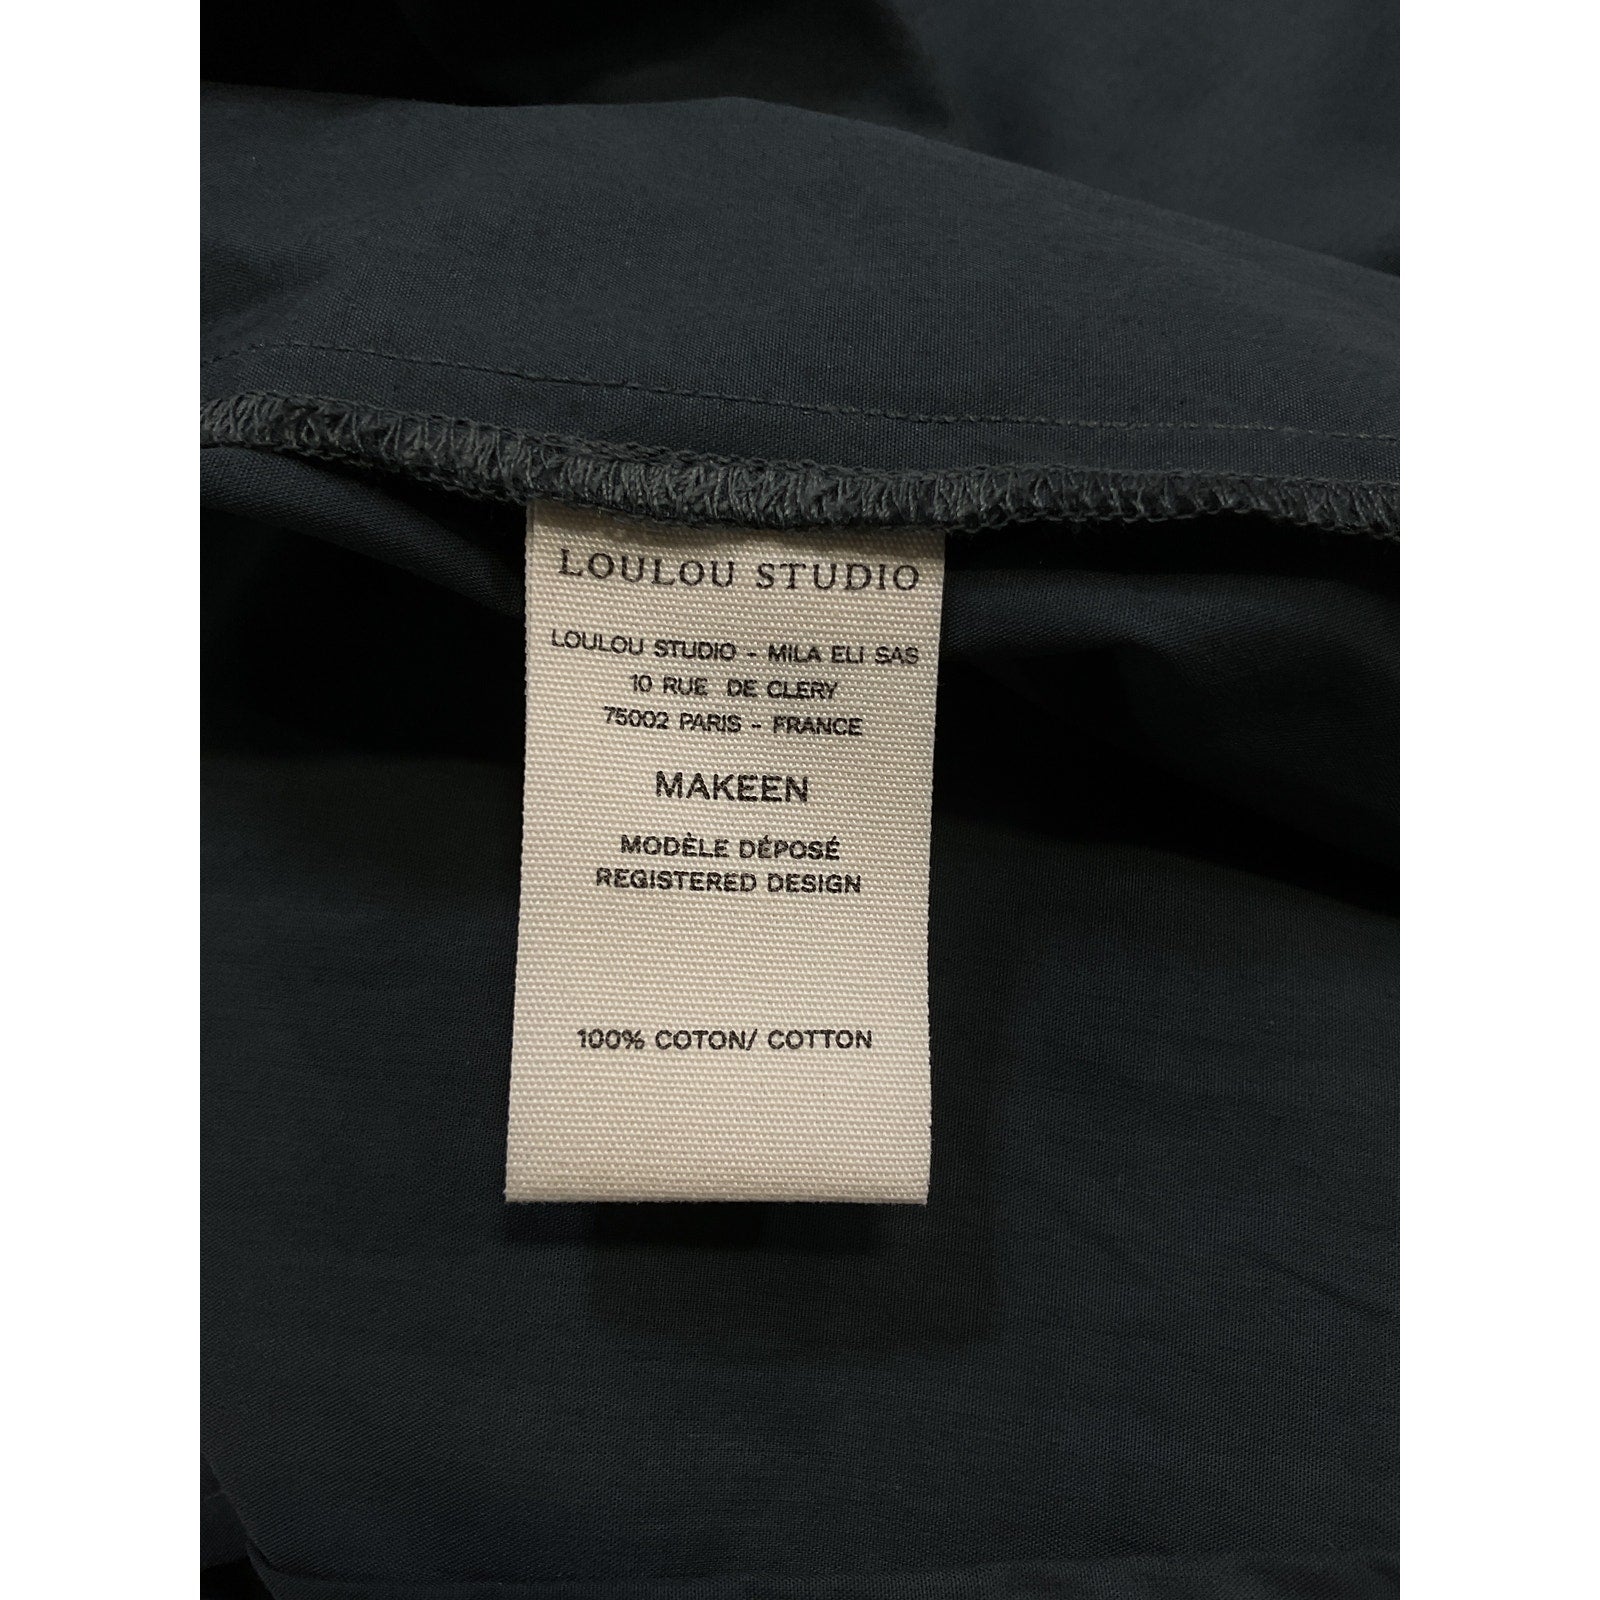 LOULOU STUDIO
LOULOU STUDIO - MILA ELI SAS
10 RUE DE CLERY
75002 PARIS - FRANCE
MAKEEN
MODÈLE DÉPOSÉ
REGISTERED DESIGN
100% COTON/ COTTON